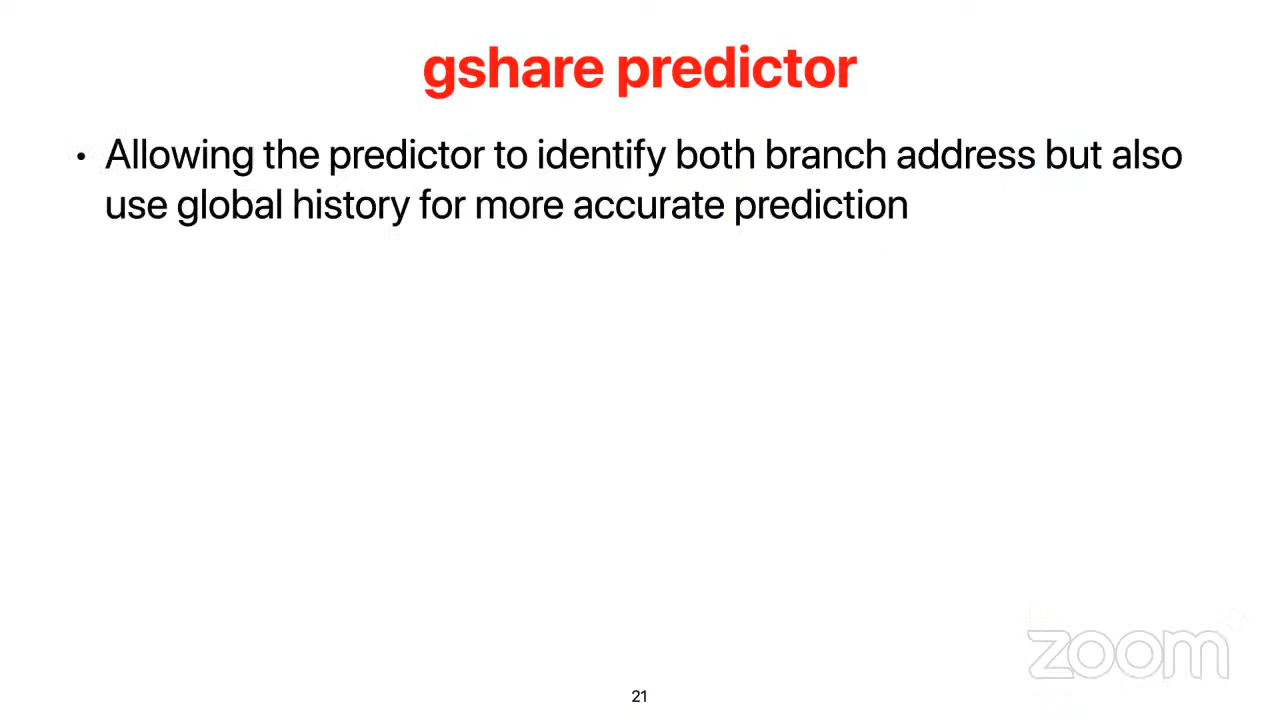 gshare predictor
• Allowing the predictor to identify both branch address but also
use global history for more accurate prediction
zoom
21